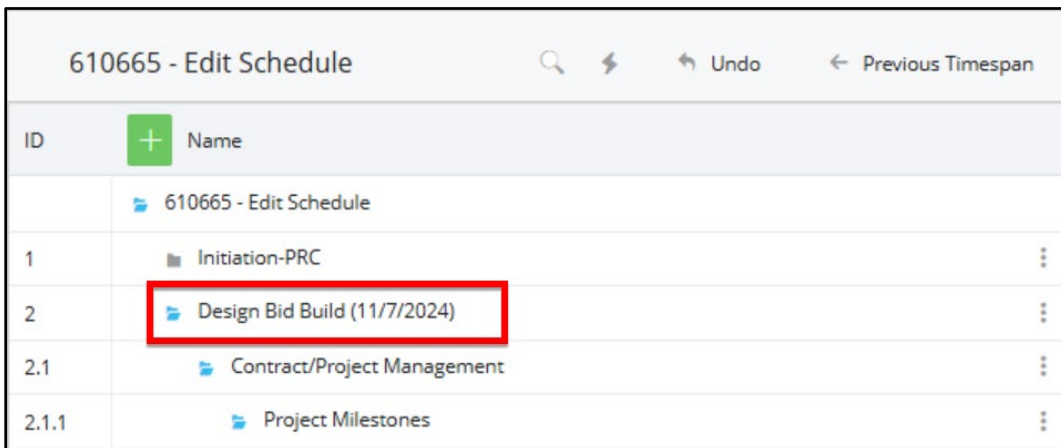 610665 - Edit Schedule Undo Previous Timespan
ID Name
610665 - Edit Schedule
1 Initiation-PRC
2 Design Bid Build (11/7/2024)
2.1 Contract/Project Management
2.1.1 Project Milestones